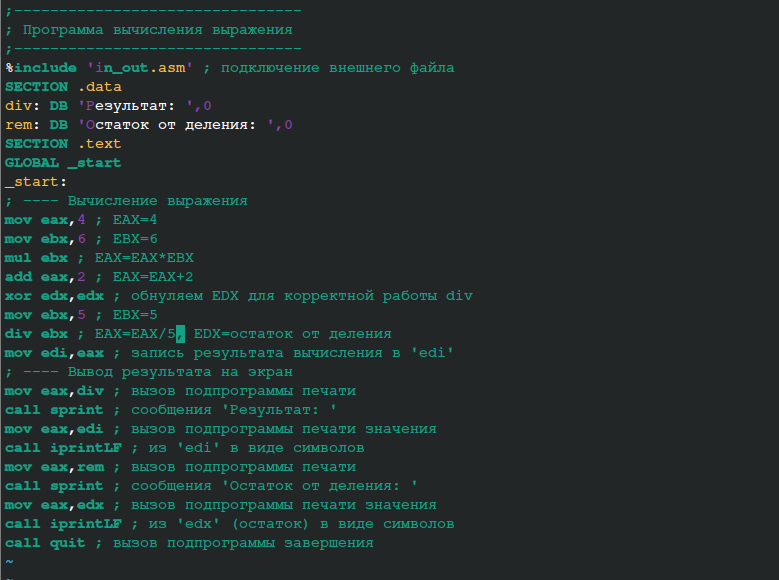 ;--------------------------------
; Программа вычисления выражения
;--------------------------------
%include 'in_out.asm' ; подключение внешнего файла
SECTION .data
div: DB 'Результат: ',0
rem: DB 'Остаток от деления: ',0
SECTION .text
GLOBAL _start
_start:
; ---- Вычисление выражения
mov eax,4 ; EAX=4
mov ebx,6 ; EBX=6
mul ebx ; EAX=EAX*EBX
add eax,2 ; EAX=EAX+2
xor edx,edx ; обнуляем EDX для корректной работы div
mov ebx,5 ; EBX=5
div ebx ; EAX=EAX/5, EDX=остаток от деления
mov edi,eax ; запись результата вычисления в 'edi'
; ---- Вывод результата на экран
mov eax,div ; вызов подпрограммы печати
call sprint ; сообщения 'Результат: '
mov eax,edi ; вызов подпрограммы печати значения
call iprintLF ; из 'edi' в виде символов
mov eax,rem ; вызов подпрограммы печати
call sprint ; сообщения 'Остаток от деления: '
mov eax,edx ; вызов подпрограммы печати значения
call iprintLF ; из 'edx' (остаток) в виде символов
call quit ; вызов подпрограммы завершения
~